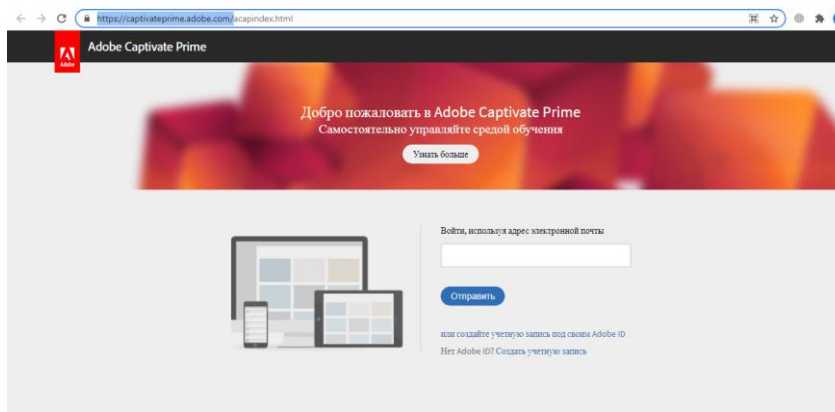 https://captivateprime.adobe.com/acapindex.html
Adobe Captivate Prime
Adobe
Добро пожаловать в Adobe Captivate Prime
Самостоятельно управляйте средой обучения
Узнать больше
Войти, используя адрес электронной почты
Отправить
или создайте учетную запись под своим Adobe ID
Нет Adobe ID? Создать учетную запись